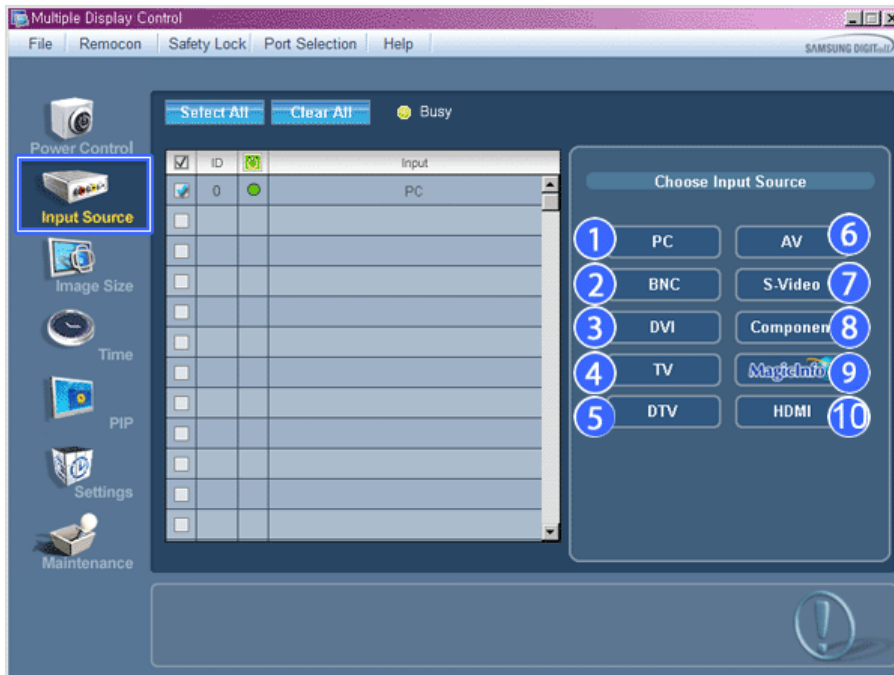 Multiple Display Control
File Remocon Safety Lock Port Selection Help
SAMSUNG DIGITall
Select All Clear All Busy
Power Control
Input Source
Image Size
Time
PIP
Settings
Maintenance
ID Input
0 PC
Choose Input Source
1 PC AV 6
2 BNC S-Video 7
3 DVI Componen 8
4 TV MagicInfo 9
5 DTV HDMI 10